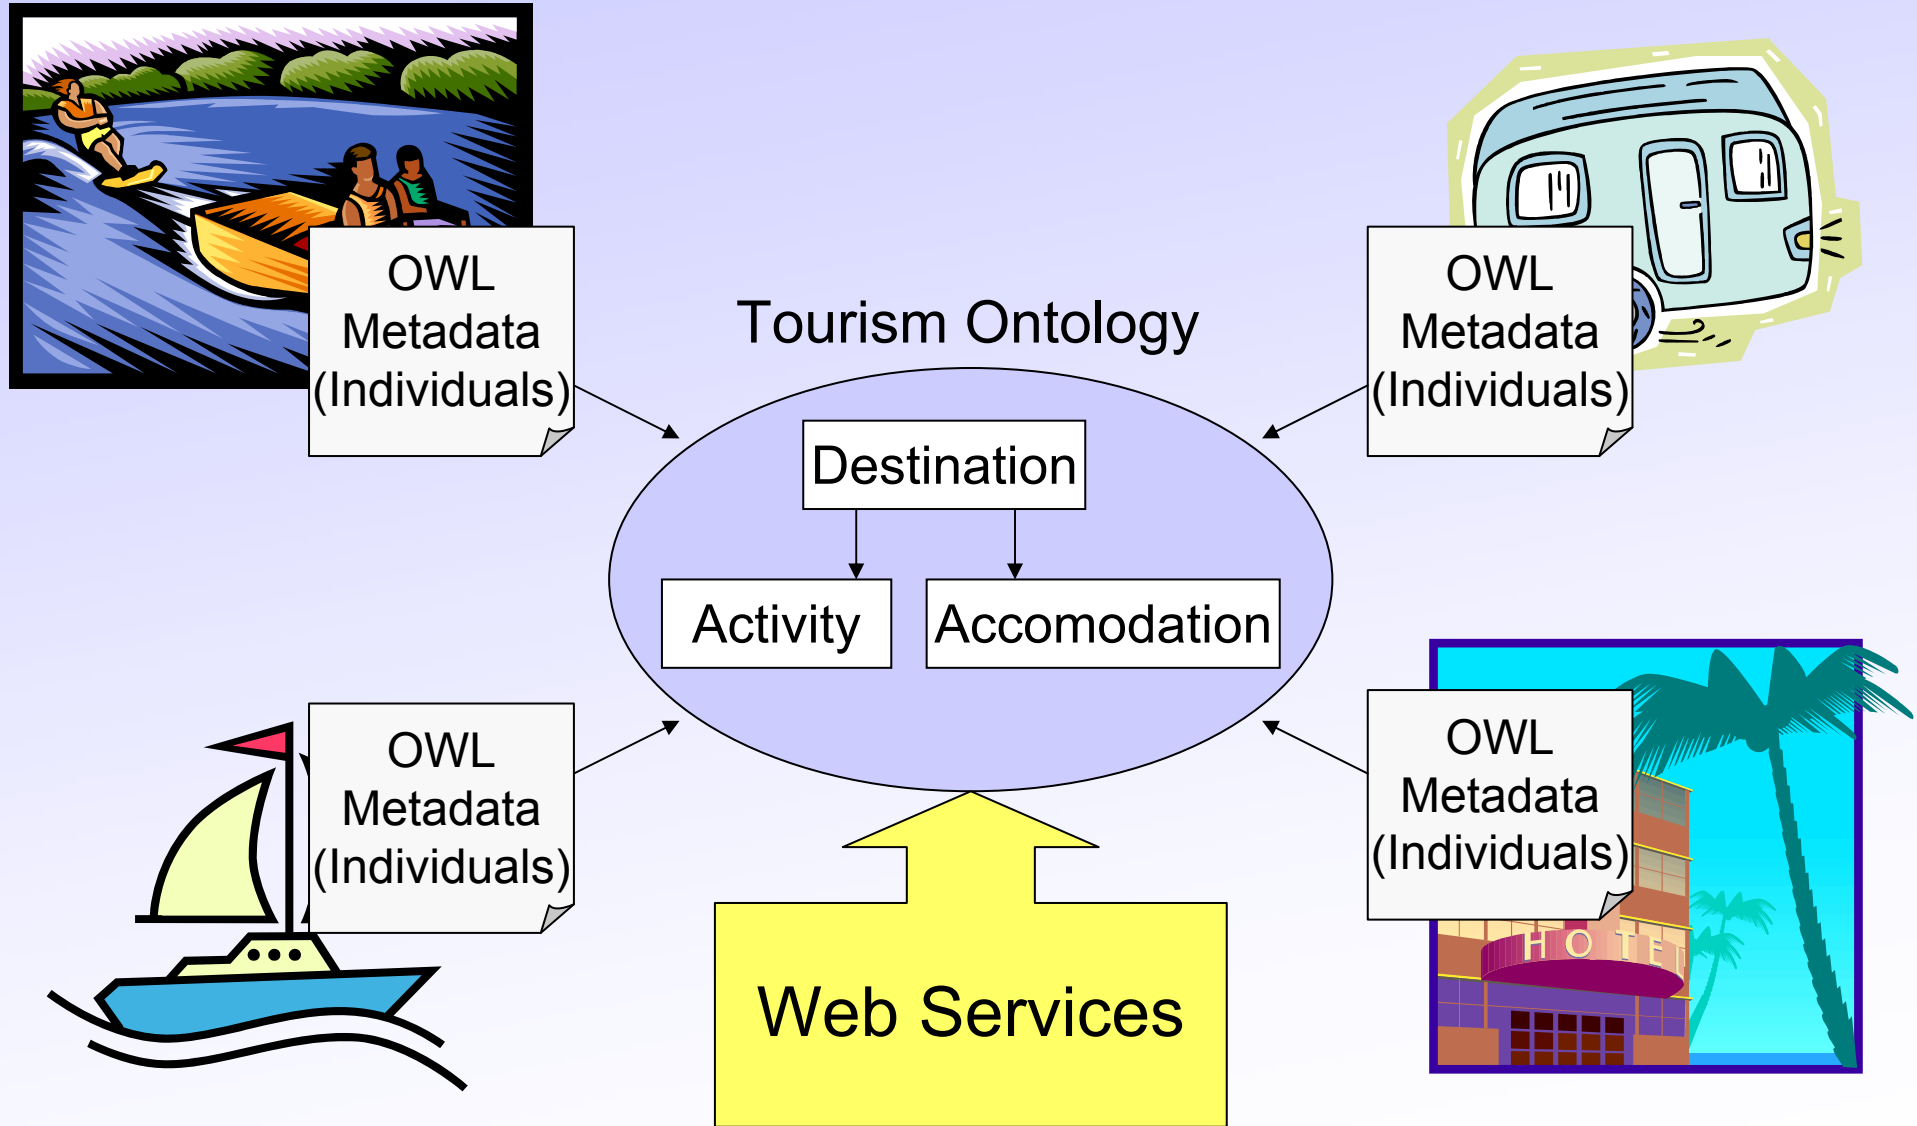 OWL
Metadata
(Individuals)
OWL
Metadata
(Individuals)
Tourism Ontology
Destination
Activity
Accomodation
OWL
Metadata
(Individuals)
OWL
Metadata
(Individuals)
HOTEL
Web Services